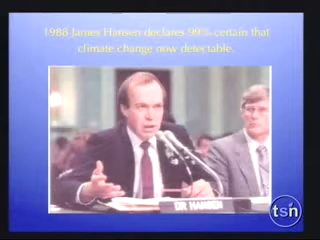 1988 James Hansen declares 99% certain that
climate change now detectable.
DR HANSEN
tsn